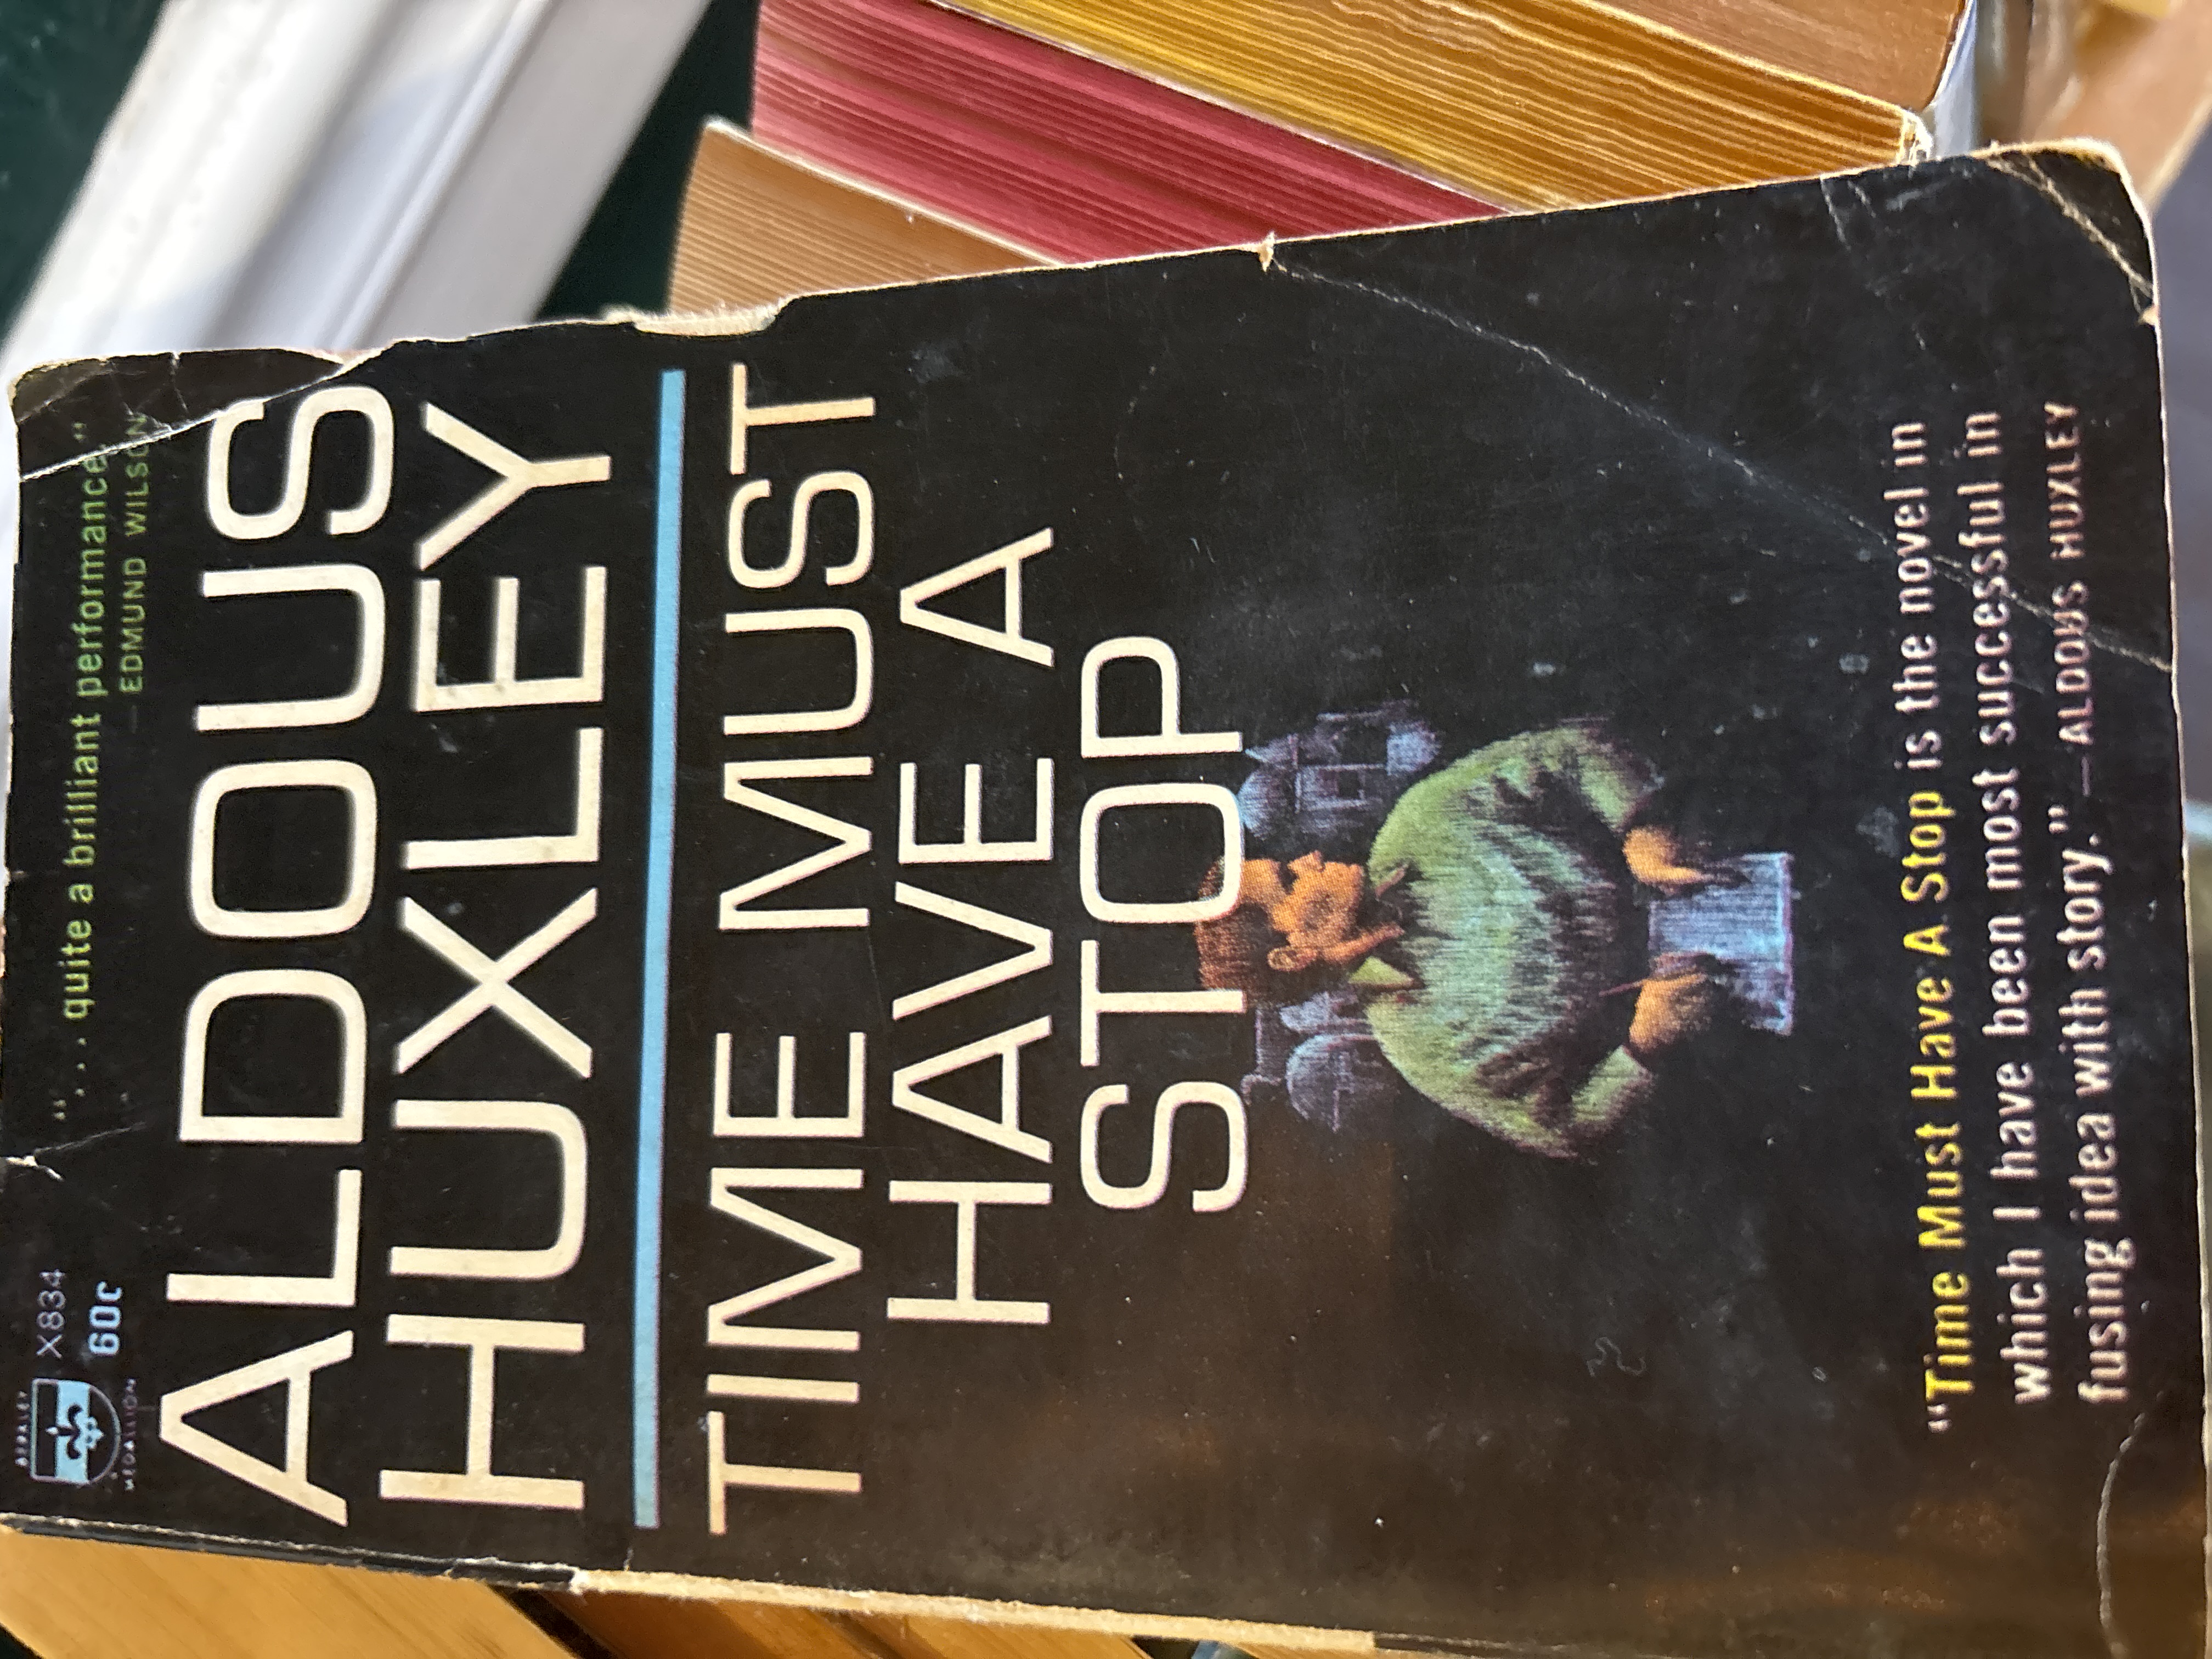 BERKLEY
MEDALLION
X834
60c
“. . . quite a brilliant performance”
—EDMUND WILSON
ALDOUS
HUXLEY
TIME MUST
HAVE A
STOP
“Time Must Have A Stop is the novel in
which I have been most successful in
fusing idea with story.”—ALDOUS HUXLEY